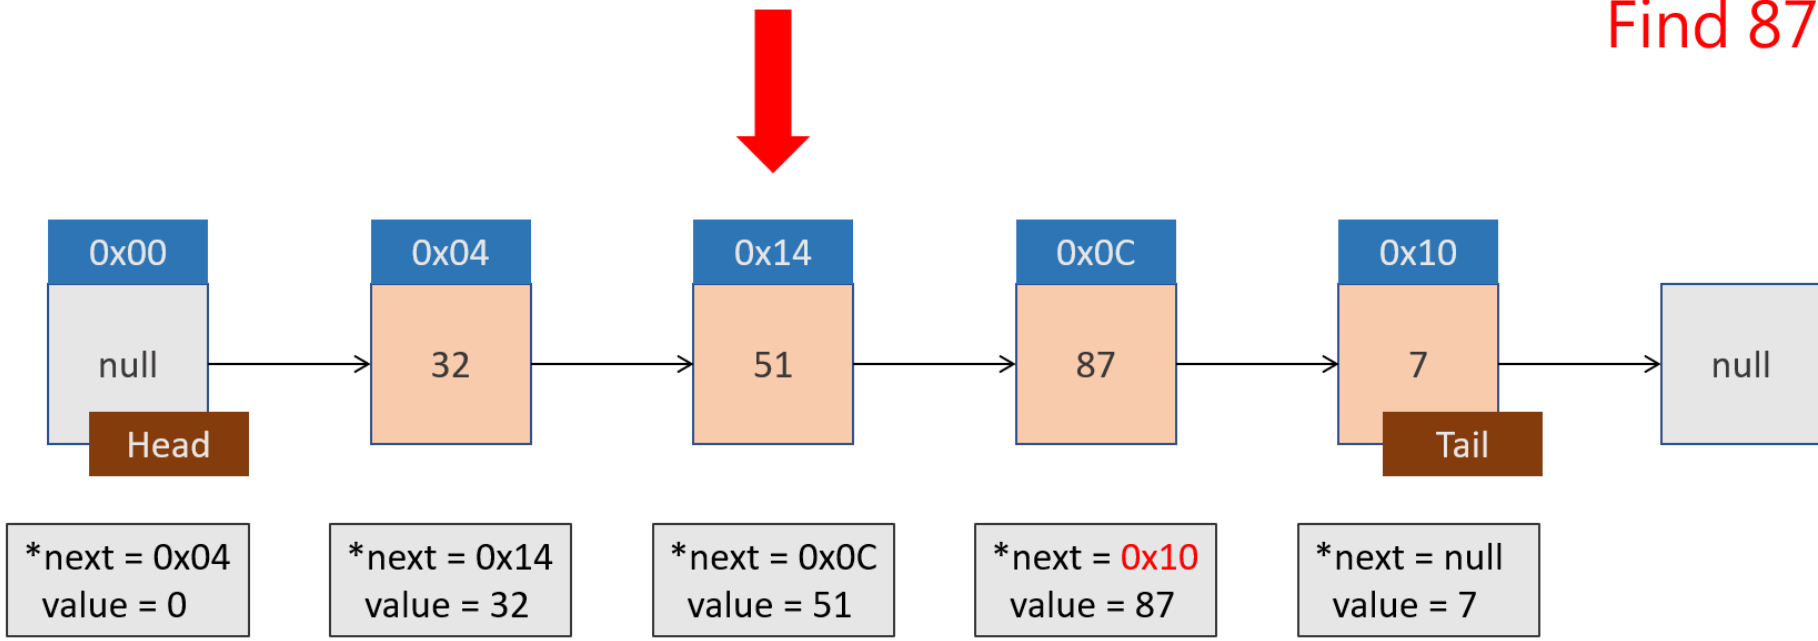 Find 87
0x00
0x04
0x14
0x0C
0x10
null
32
51
87
7
null
Head
Tail
*next = 0x04
value = 0
*next = 0x14
value = 32
*next = 0x0C
value = 51
*next = 0x10
value = 87
*next = null
value = 7